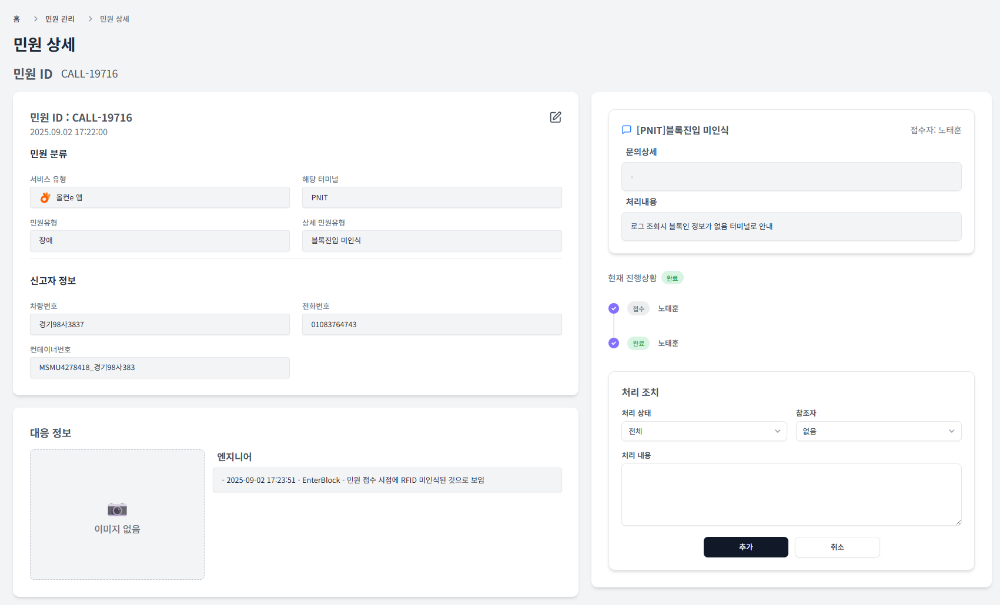 홈 > 민원 관리 > 민원 상세
민원 상세
민원 ID CALL-19716
민원 ID : CALL-19716
2025.09.02 17:22:00
민원 분류
서비스 유형
올컨e 앱
해당 터미널
PNIT
민원유형
장애
상세 민원유형
블록진입 미인식
신고자 정보
차량번호
경기98사3837
전화번호
01083764743
컨테이너번호
MSMU4278418_경기98사383
대응 정보
이미지 없음
엔지니어
- 2025-09-02 17:23:51 - EnterBlock - 민원 접수 시점에 RFID 미인식된 것으로 보임
[PNIT]블록진입 미인식
접수자: 노태훈
문의상세
-
처리내용
로그 조회시 블록인 정보가 없음 터미널로 안내
현재 진행상황 완료
접수 노태훈
완료 노태훈
처리 조치
처리 상태
전체
참조자
없음
처리 내용
추가
취소